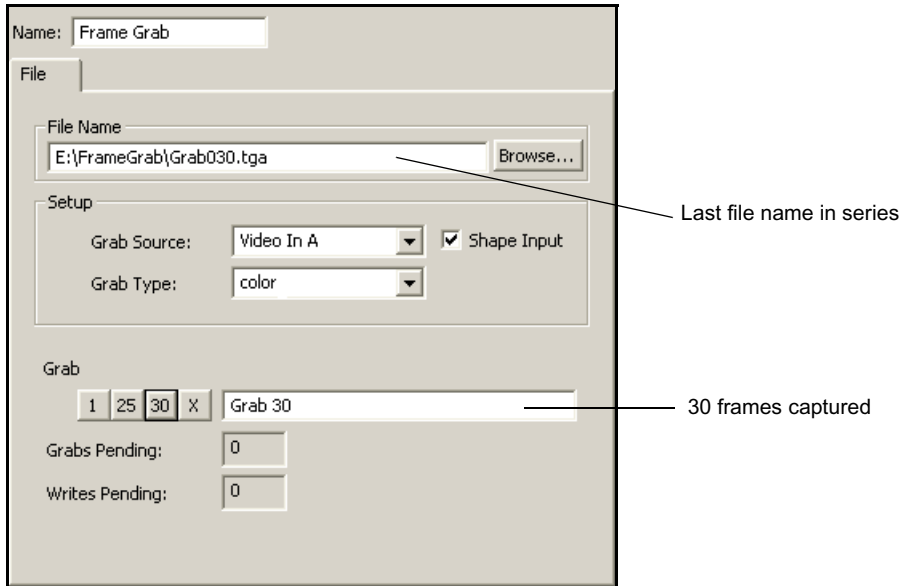 Name: Frame Grab
File
File Name
E:\FrameGrab\Grab030.tga Browse...
Last file name in series
Setup
Grab Source: Video In A Shape Input
Grab Type: color
Grab
1 25 30 X Grab 30
30 frames captured
Grabs Pending: 0
Writes Pending: 0